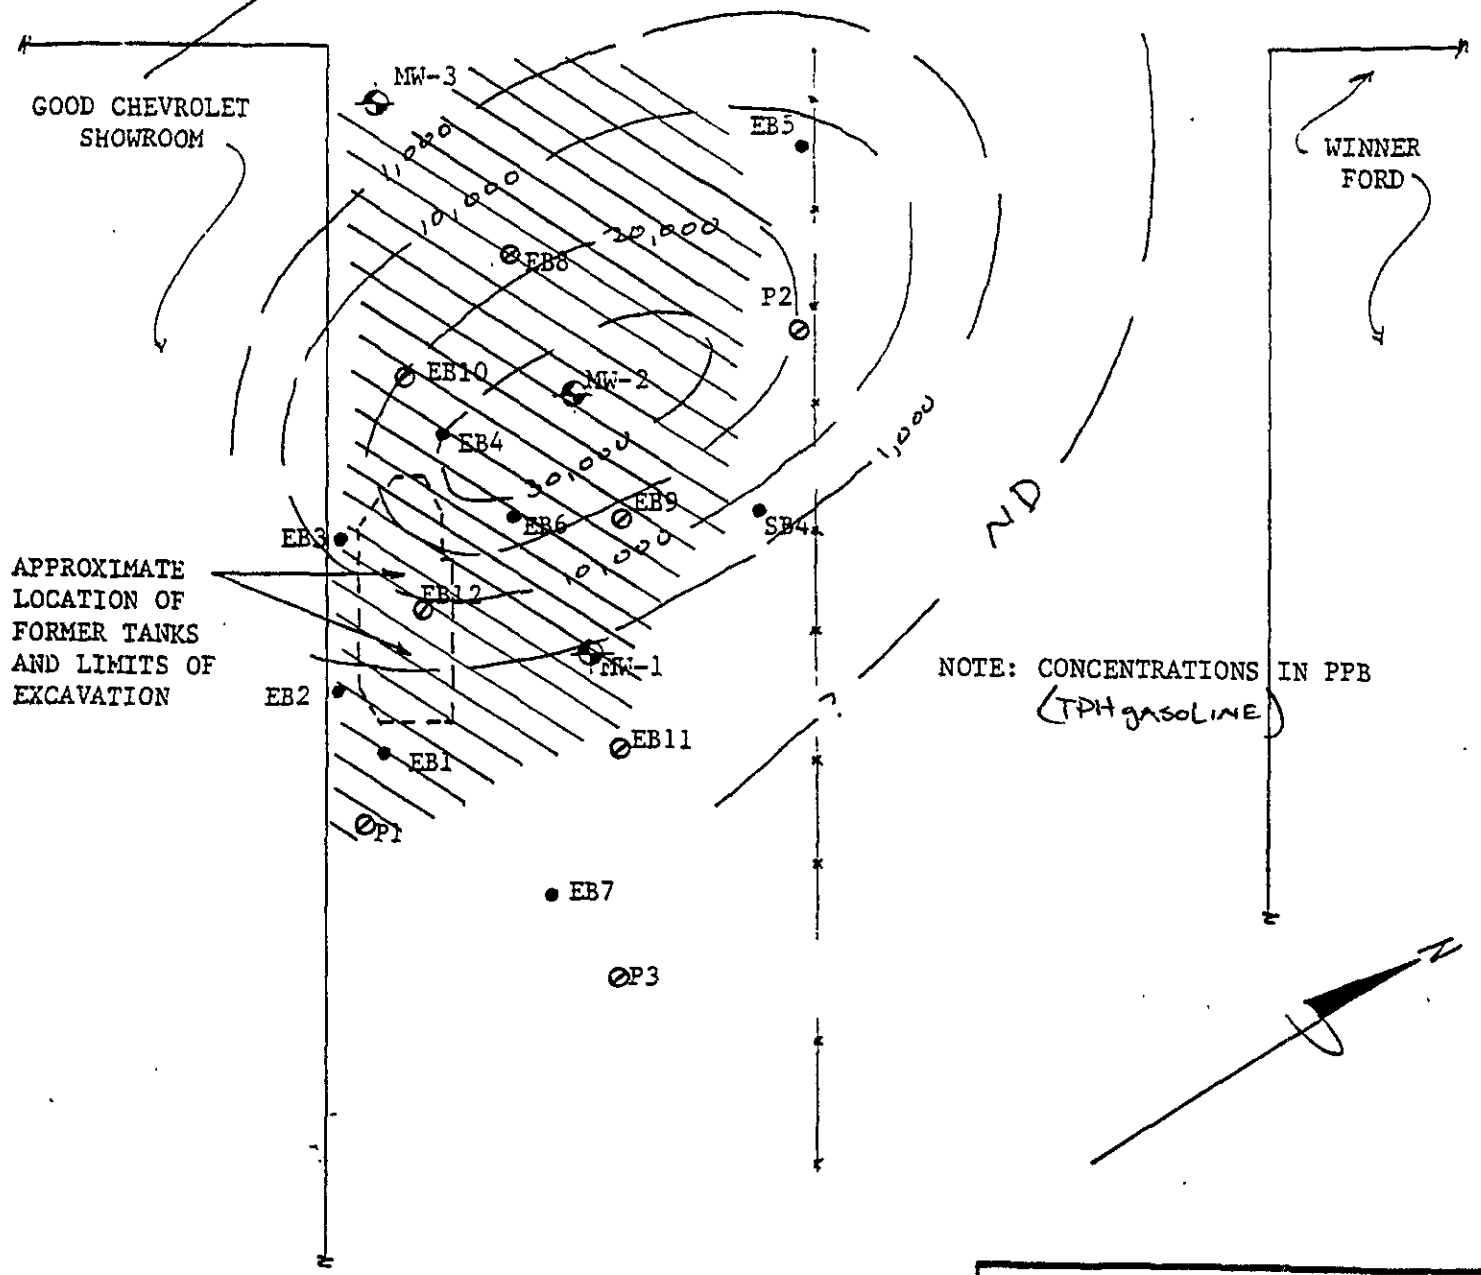 MW-3
GOOD CHEVROLET
SHOWROOM
EB5
WINNER
FORD
1,000
10,000
20,000
EB8
P2
EB10
MW-2
EB4
30,000
1,000
EB9
EB6
SB4
ND
EB3
10,000
APPROXIMATE
LOCATION OF
FORMER TANKS
AND LIMITS OF
EXCAVATION
EB12
MW-1
NOTE: CONCENTRATIONS IN PPB
(TPH gASOLINE)
EB2
?
EB11
EB1
P1
EB7
P3
N